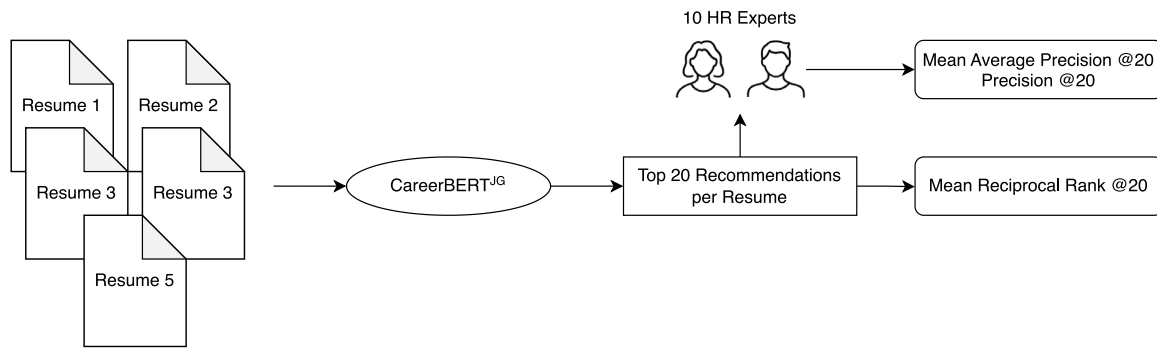 10 HR Experts
Resume 1
Resume 2
Mean Average Precision @20
Precision @20
Resume 3
Resume 3
CareerBERT^JG
Top 20 Recommendations
per Resume
Mean Reciprocal Rank @20
Resume 5